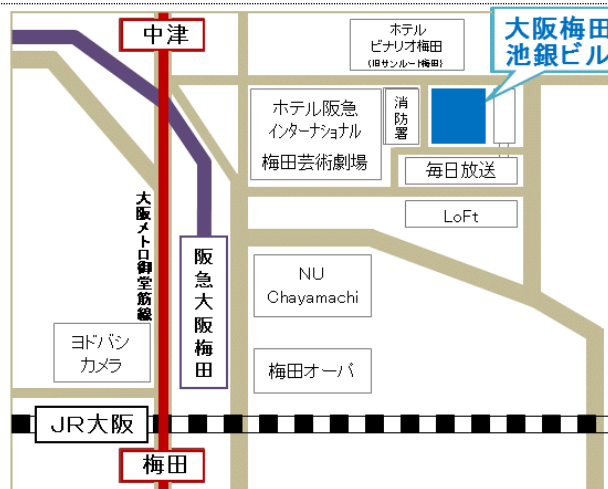 中津
ホテル
ビナリオ梅田
(旧サンルート梅田)
大阪梅田
池銀ビル
ホテル阪急
インターナショナル
梅田芸術劇場
消防署
毎日放送
LoFt
大阪メトロ御堂筋線
阪急大阪梅田
NU
Chayamachi
ヨドバシ
カメラ
梅田オーパ
JR大阪
梅田